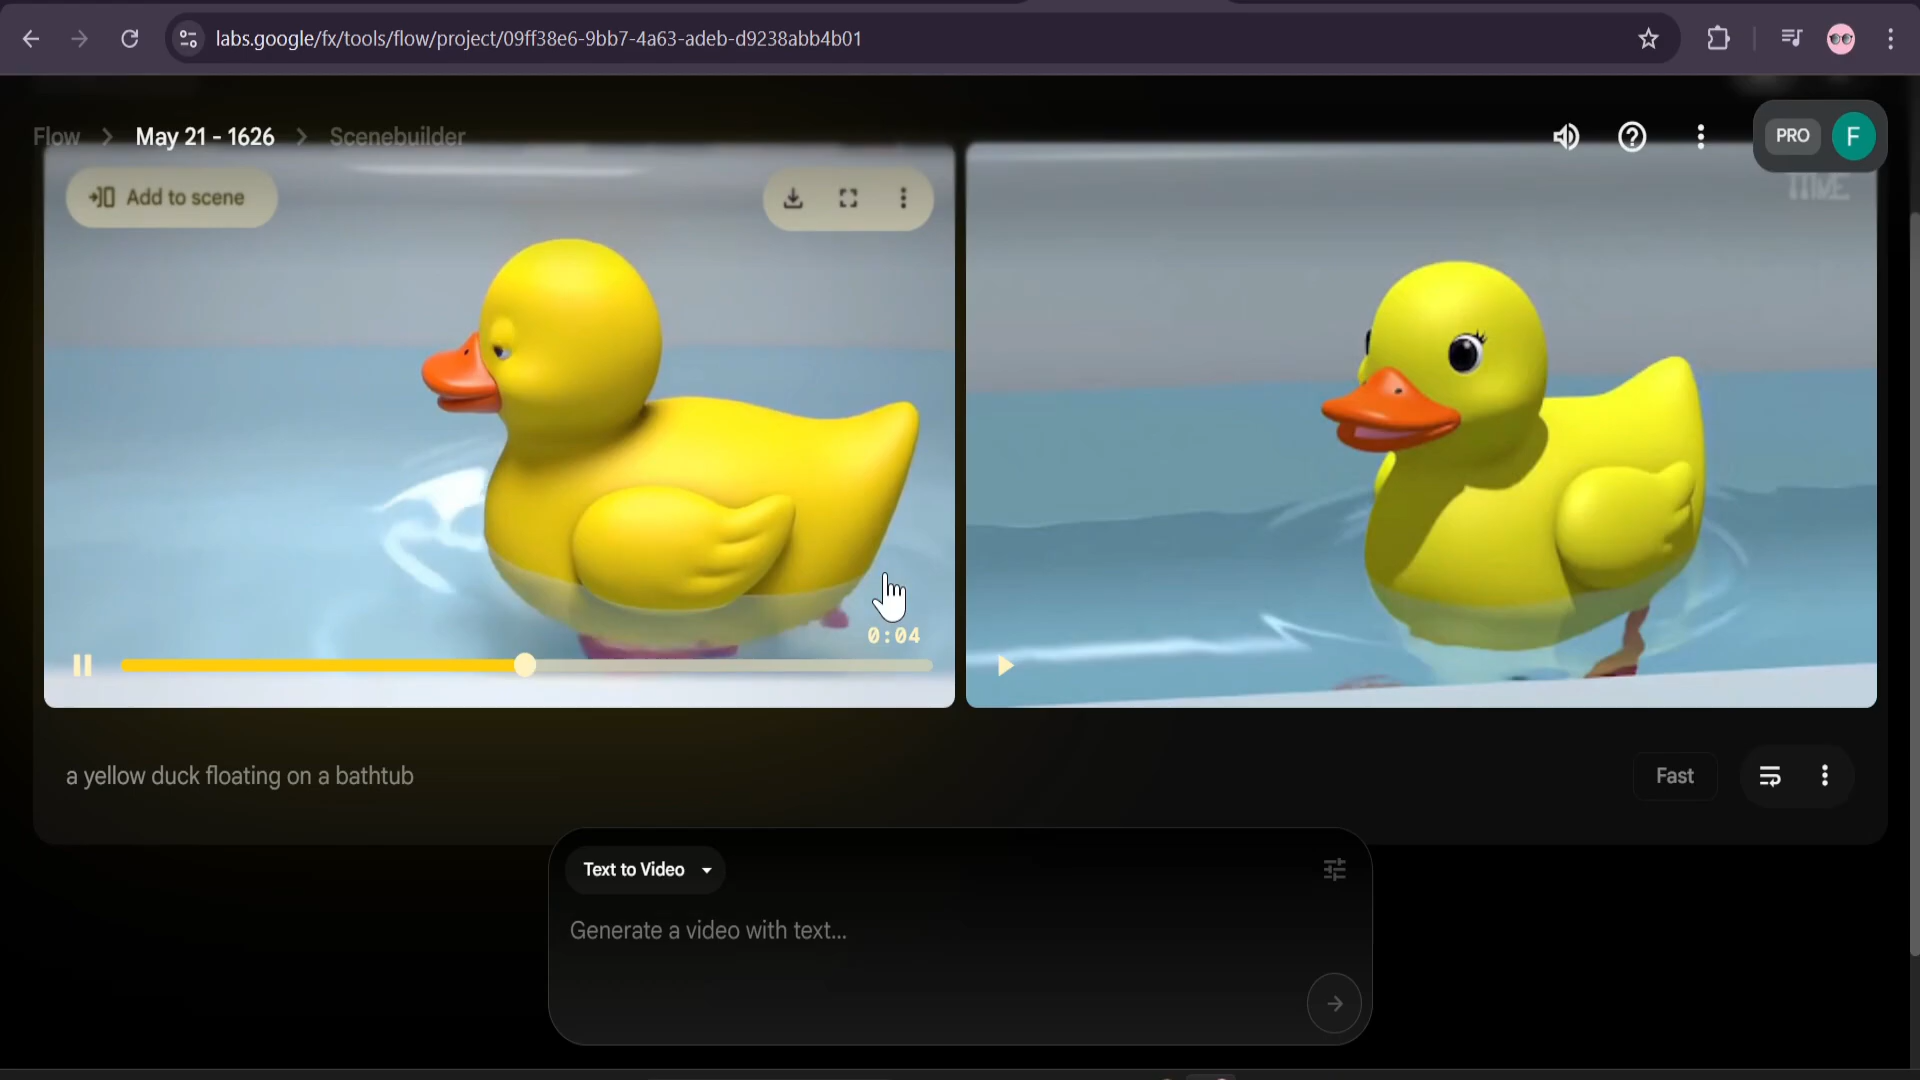 labs.google/fx/tools/flow/project/09ff38e6-9bb7-4a63-adeb-d9238abb4b01
Flow > May 21 - 1626 > Scenebuilder
PRO F
Add to scene
0:04
a yellow duck floating on a bathtub
Fast
Text to Video
Generate a video with text...